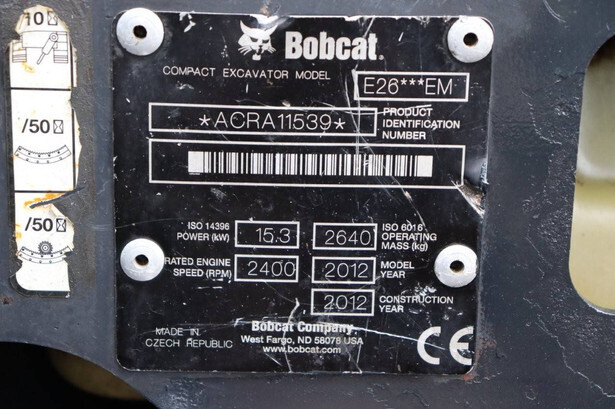 10
/50
/50
Bobcat.
COMPACT EXCAVATOR MODEL E26***EM
*ACRA11539* PRODUCT IDENTIFICATION NUMBER
ISO 14396 POWER (kW) 15.3 2640 ISO 6016 OPERATING MASS (kg)
RATED ENGINE SPEED (RPM) 2400 2012 MODEL YEAR
2012 CONSTRUCTION YEAR
MADE IN CZECH REPUBLIC
Bobcat Company
West Fargo, ND 58078 USA
www.bobcat.com
CE